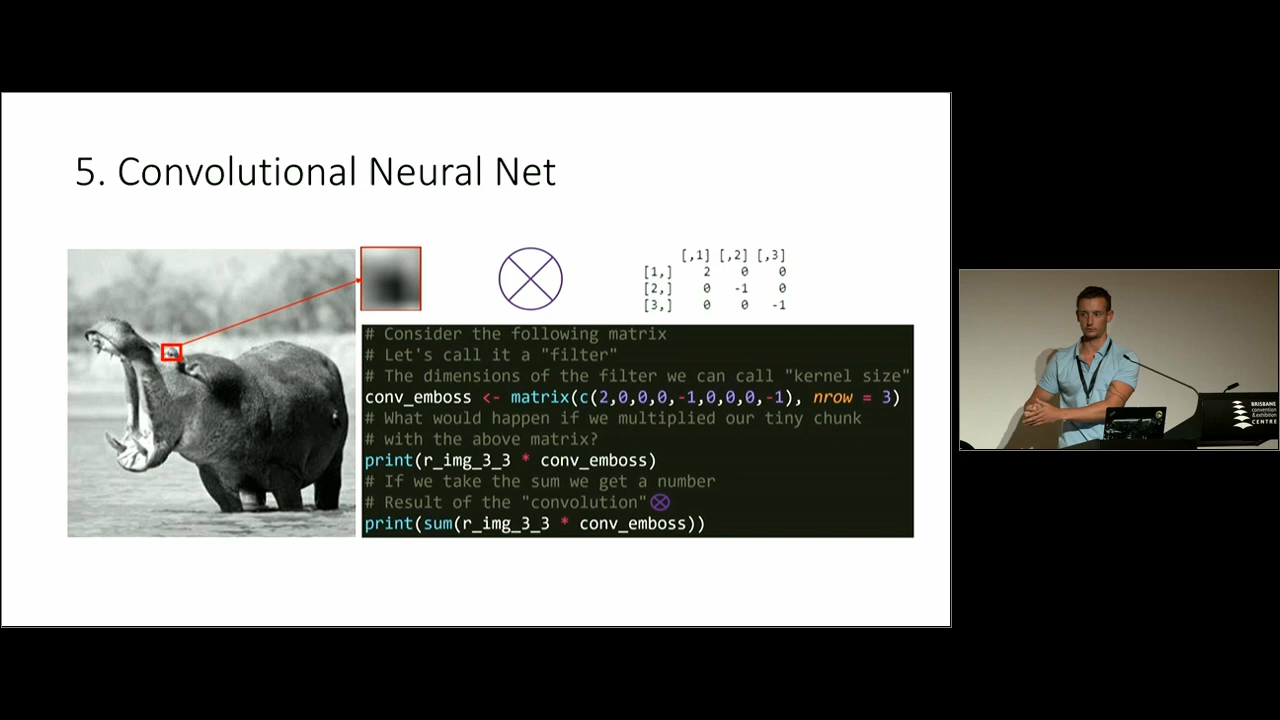 5. Convolutional Neural Net
[,1] [,2] [,3]
[1,] 2 0 0
[2,] 0 -1 0
[3,] 0 0 -1
# Consider the following matrix
# Let's call it a "filter"
# The dimensions of the filter we can call "kernel size"
conv_emboss <- matrix(c(2,0,0,0,-1,0,0,0,-1), nrow = 3)
# What would happen if we multiplied our tiny chunk
# with the above matrix?
print(r_img_3_3 * conv_emboss)
# If we take the sum we get a number
# Result of the "convolution"
print(sum(r_img_3_3 * conv_emboss))
BRISBANE
convention
& exhibition
CENTRE